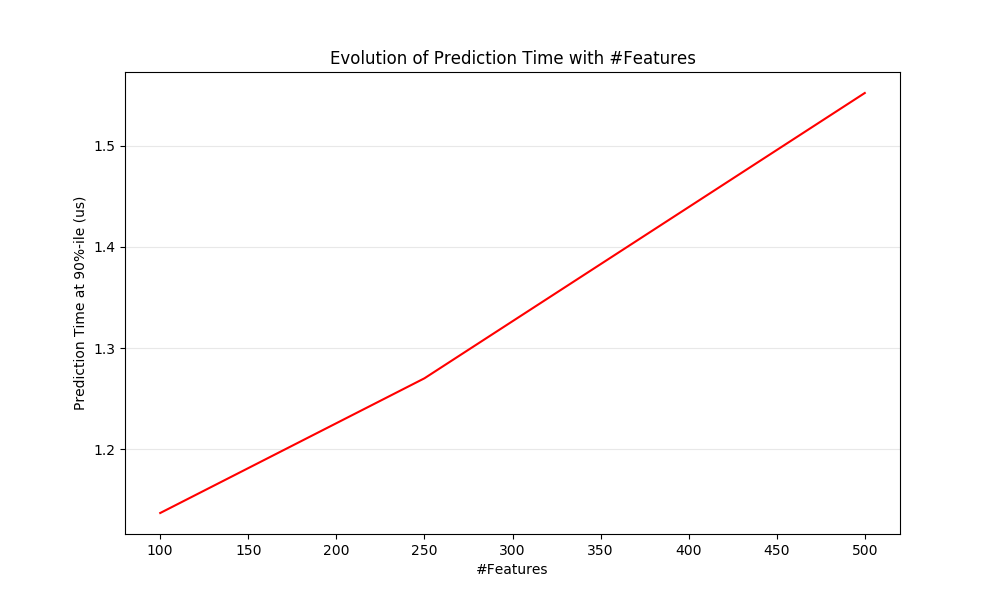 Evolution of Prediction Time with #Features
Prediction Time at 90%-ile (us)
1.5
1.4
1.3
1.2
100 150 200 250 300 350 400 450 500
#Features